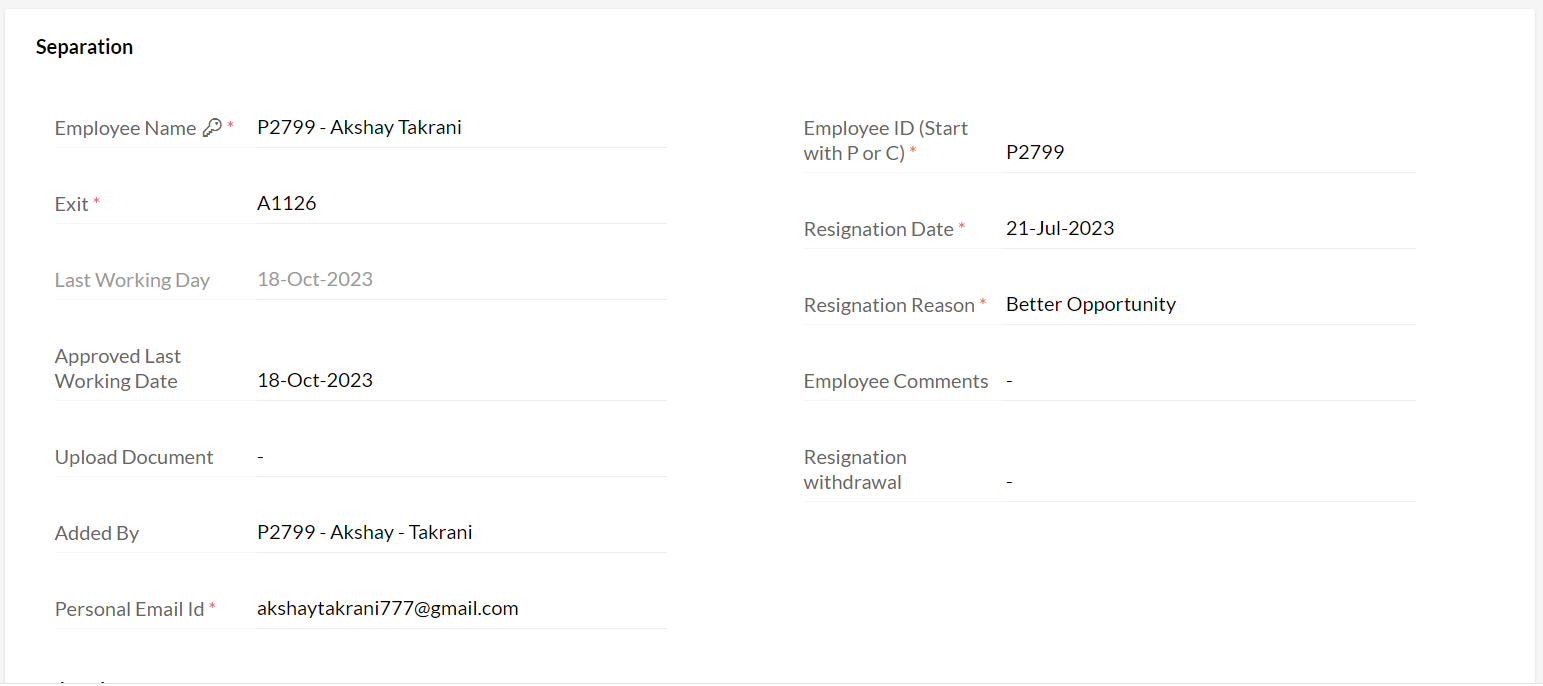 Separation
Employee Name * P2799 - Akshay Takrani
Exit * A1126
Last Working Day 18-Oct-2023
Approved Last
Working Date 18-Oct-2023
Upload Document -
Added By P2799 - Akshay - Takrani
Personal Email Id * akshaytakrani777@gmail.com
Employee ID (Start
with P or C) * P2799
Resignation Date * 21-Jul-2023
Resignation Reason * Better Opportunity
Employee Comments -
Resignation
withdrawal -